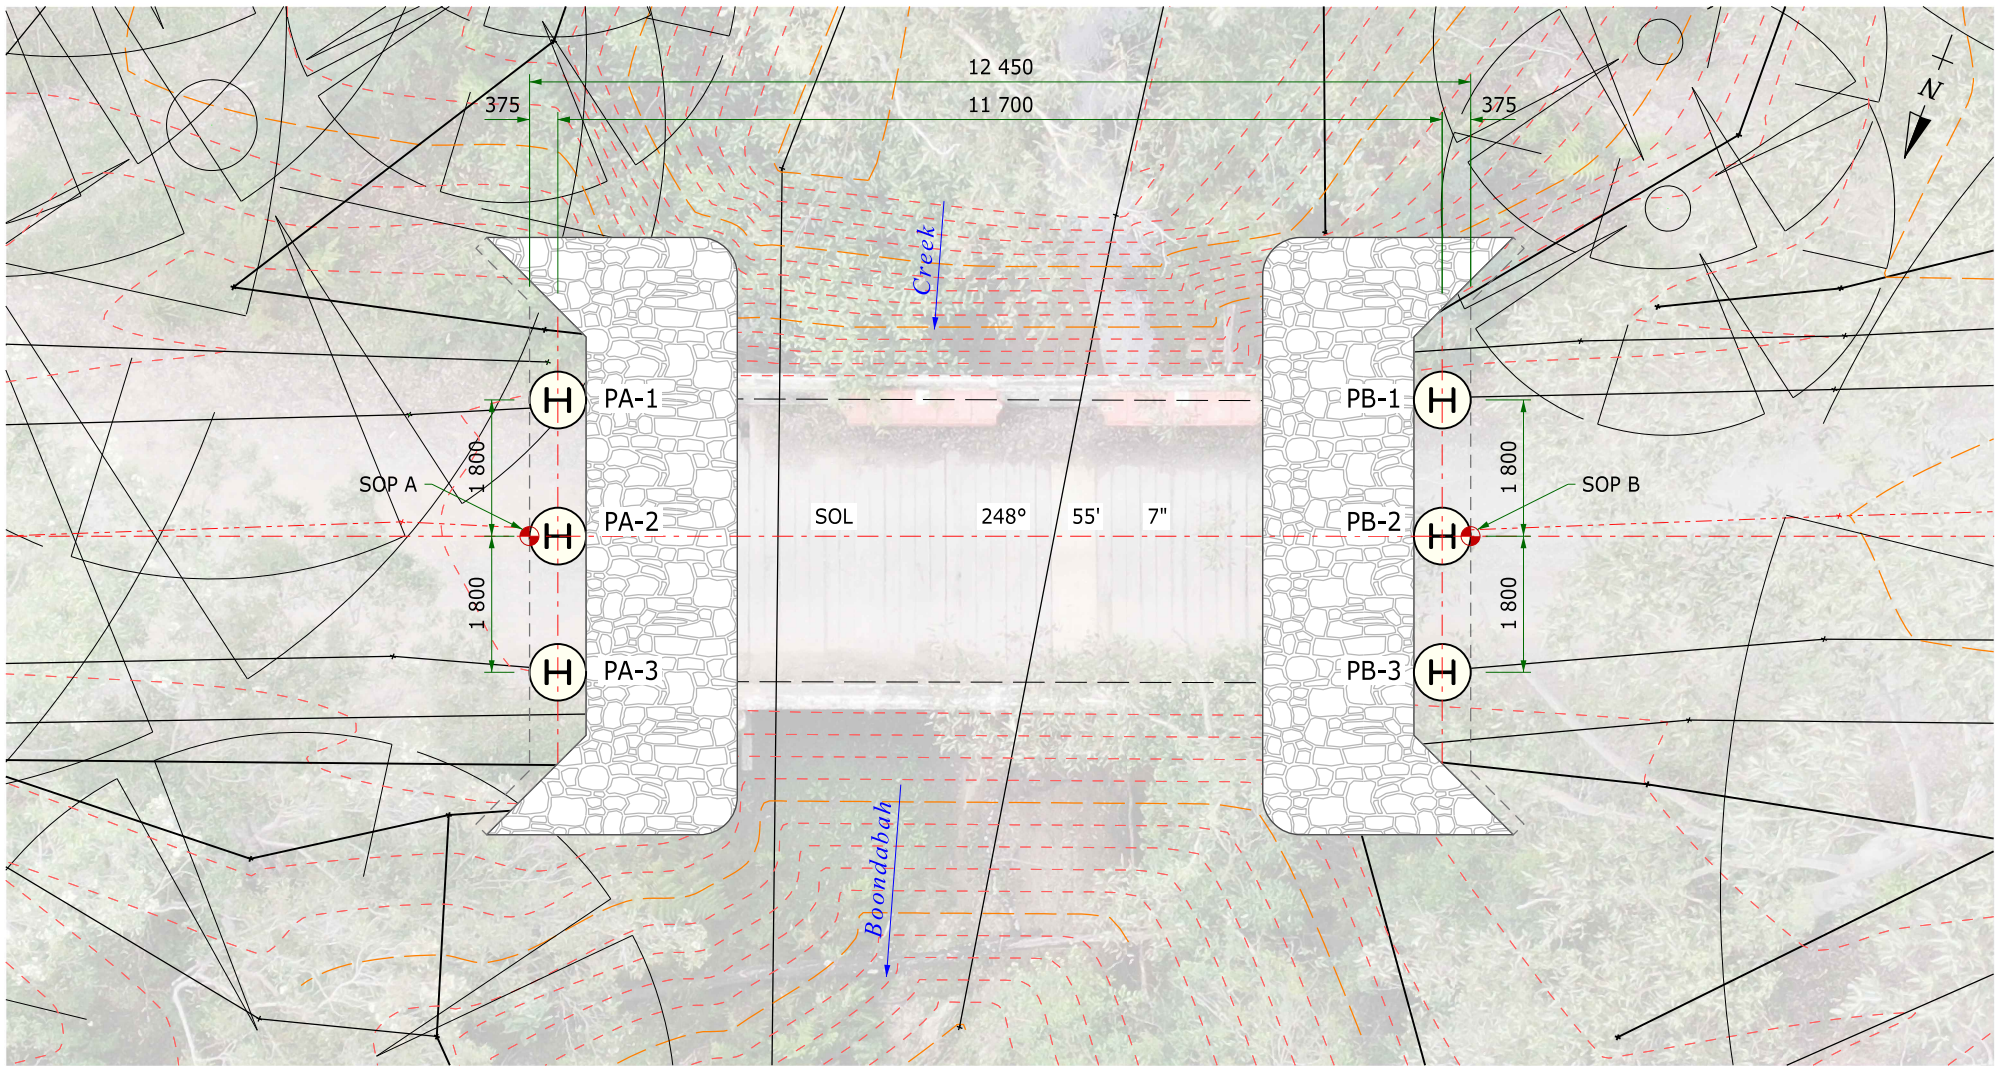 12 450
375
11 700
375
N
Creek
PA-1
PB-1
1 800
1 800
SOP A
SOP B
PA-2
SOL 248° 55' 7"
PB-2
1 800
1 800
PA-3
PB-3
Boondabah